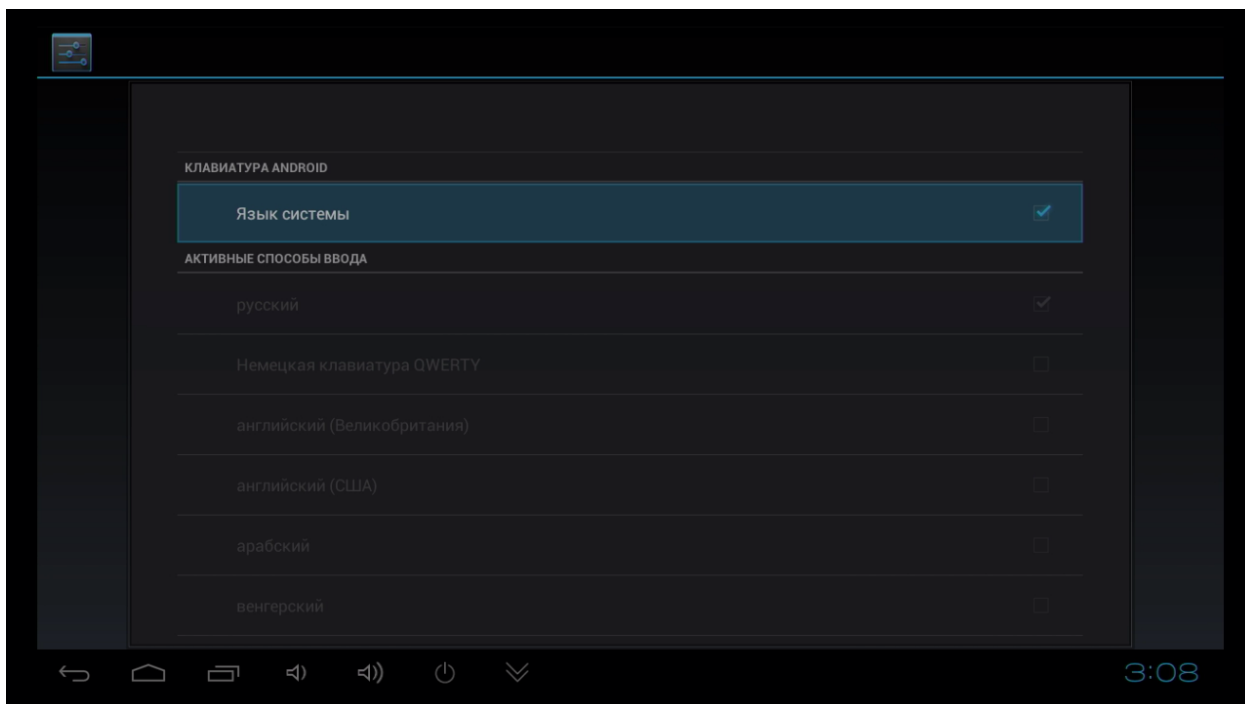 КЛАВИАТУРА ANDROID
Язык системы
АКТИВНЫЕ СПОСОБЫ ВВОДА
русский
Немецкая клавиатура QWERTY
английский (Великобритания)
английский (США)
арабский
венгерский
3:08